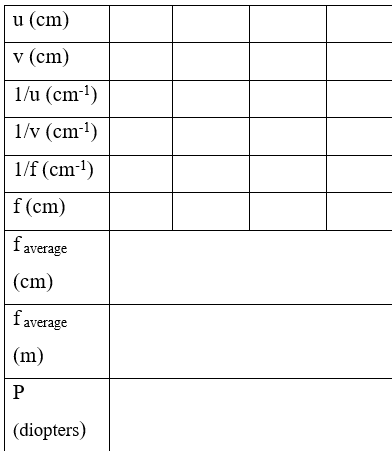 u (cm)
v (cm)
1/u (cm⁻¹)
1/v (cm⁻¹)
1/f (cm⁻¹)
f (cm)
f average
(cm)
f average
(m)
P
(diopters)